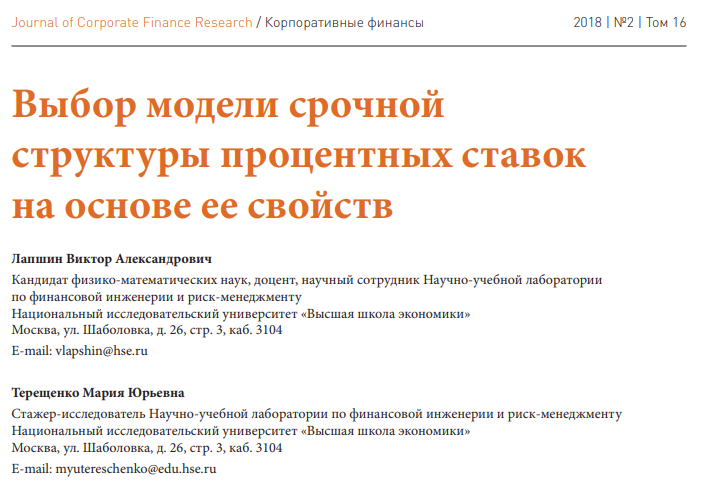 Journal of Corporate Finance Research / Корпоративные финансы 2018 | №2 | Том 16
Выбор модели срочной
структуры процентных ставок
на основе ее свойств
Лапшин Виктор Александрович
Кандидат физико-математических наук, доцент, научный сотрудник Научно-учебной лаборатории
по финансовой инженерии и риск-менеджменту
Национальный исследовательский университет «Высшая школа экономики»
Москва, ул. Шаболовка, д. 26, стр. 3, каб. 3104
E-mail: vlapshin@hse.ru
Терещенко Мария Юрьевна
Стажер-исследователь Научно-учебной лаборатории по финансовой инженерии и риск-менеджменту
Национальный исследовательский университет «Высшая школа экономики»
Москва, ул. Шаболовка, д. 26, стр. 3, каб. 3104
E-mail: myutereschenko@edu.hse.ru